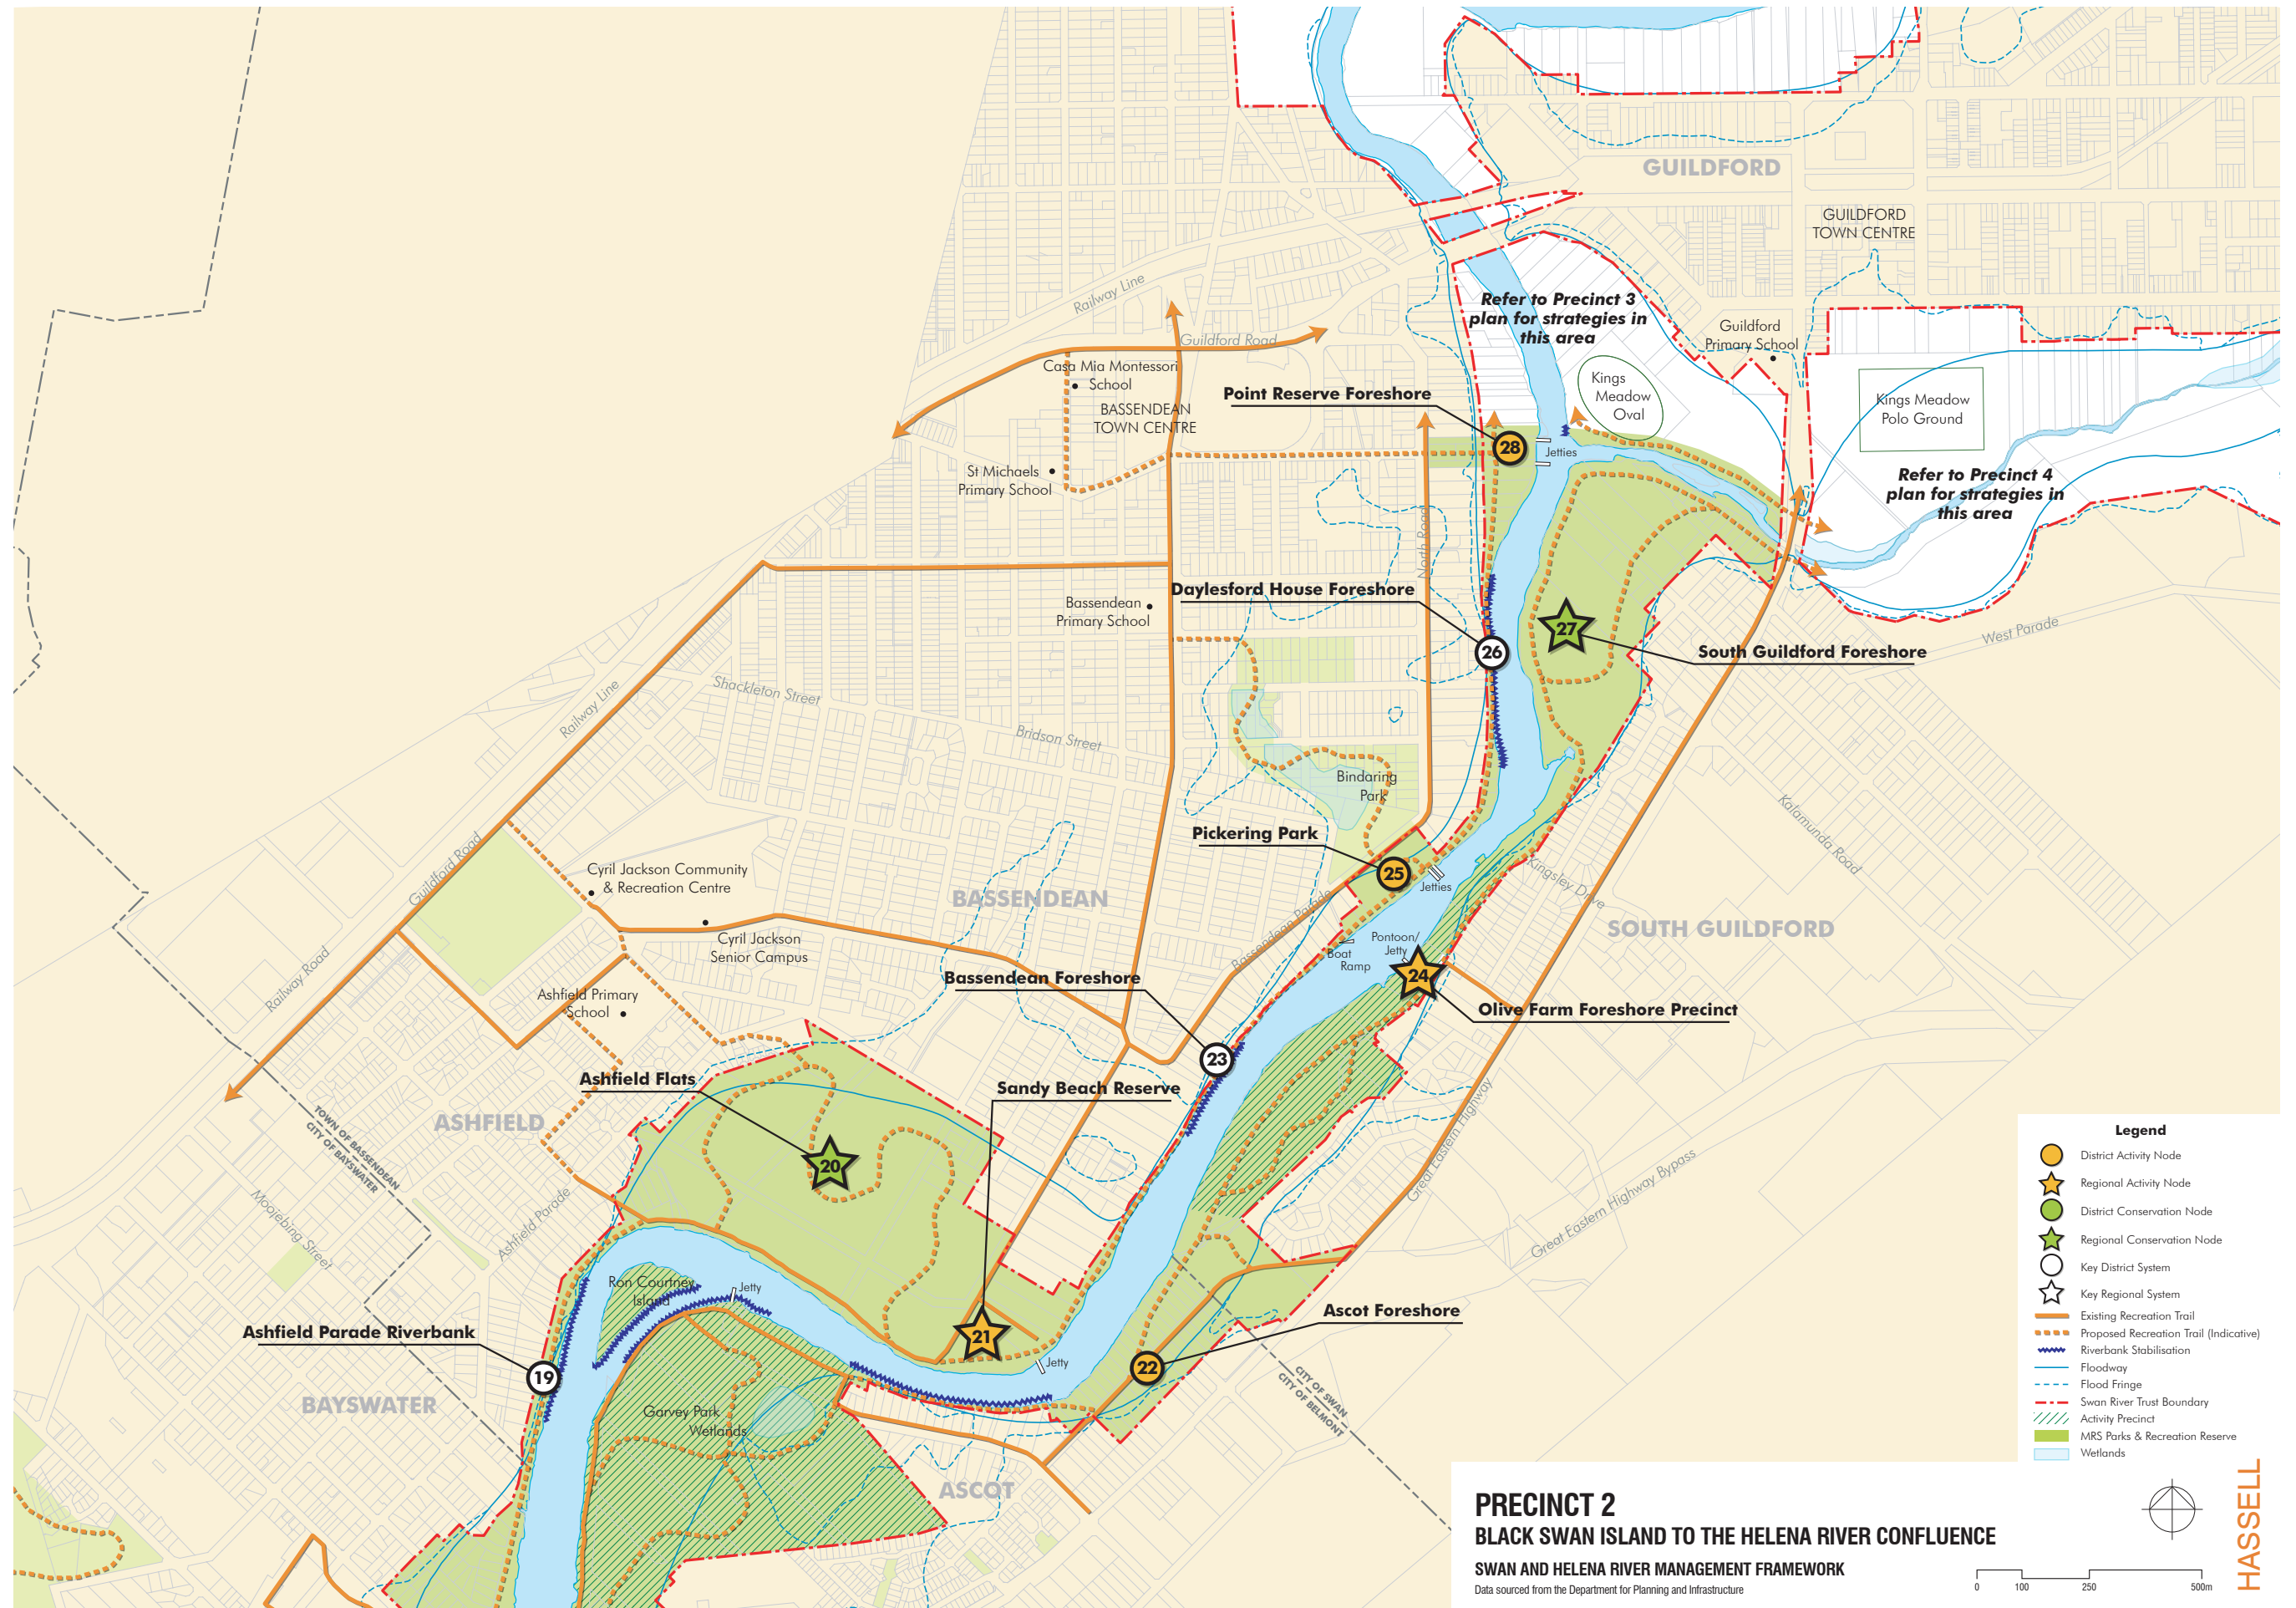 GUILDFORD
GUILDFORD
TOWN CENTRE
Railway Line
Refer to Precinct 3
plan for strategies in
this area
Guildford
Primary School
Guildford Road
Casa Mia Montessori
School
BASSENDEAN
TOWN CENTRE
Point Reserve Foreshore
Kings
Meadow
Oval
Kings Meadow
Polo Ground
28
Jetties
St Michaels
Primary School
Refer to Precinct 4
plan for strategies in
this area
North Road
Daylesford House Foreshore
Bassendean
Primary School
27
26
South Guildford Foreshore
West Parade
Shackleton Street
Railway Line
Bridson Street
Bindaring
Park
Kalamunda Road
Pickering Park
Guildford Road
Cyril Jackson Community
& Recreation Centre
25
Jetties
Kingsley Drive
BASSENDEAN
SOUTH GUILDFORD
Bassendean Parade
Cyril Jackson
Senior Campus
Pontoon/
Jetty
Boat
Ramp
Railway Road
Bassendean Foreshore
24
Ashfield Primary
School
Olive Farm Foreshore Precinct
23
Ashfield Flats
Sandy Beach Reserve
ASHFIELD
TOWN OF BASSENDEAN
CITY OF BAYSWATER
20
Great Eastern Highway
Great Eastern Highway Bypass
Moojebing Street
Ashfield Parade
Ron Courtney
Island
Jetty
Ascot Foreshore
Ashfield Parade Riverbank
21
Jetty
22
19
CITY OF SWAN
CITY OF BELMONT
BAYSWATER
Garvey Park
Wetlands
ASCOT
Legend
District Activity Node
Regional Activity Node
District Conservation Node
Regional Conservation Node
Key District System
Key Regional System
Existing Recreation Trail
Proposed Recreation Trail (Indicative)
Riverbank Stabilisation
Floodway
Flood Fringe
Swan River Trust Boundary
Activity Precinct
MRS Parks & Recreation Reserve
Wetlands
PRECINCT 2
BLACK SWAN ISLAND TO THE HELENA RIVER CONFLUENCE
SWAN AND HELENA RIVER MANAGEMENT FRAMEWORK
Data sourced from the Department for Planning and Infrastructure
0 100 250 500m
HASSELL